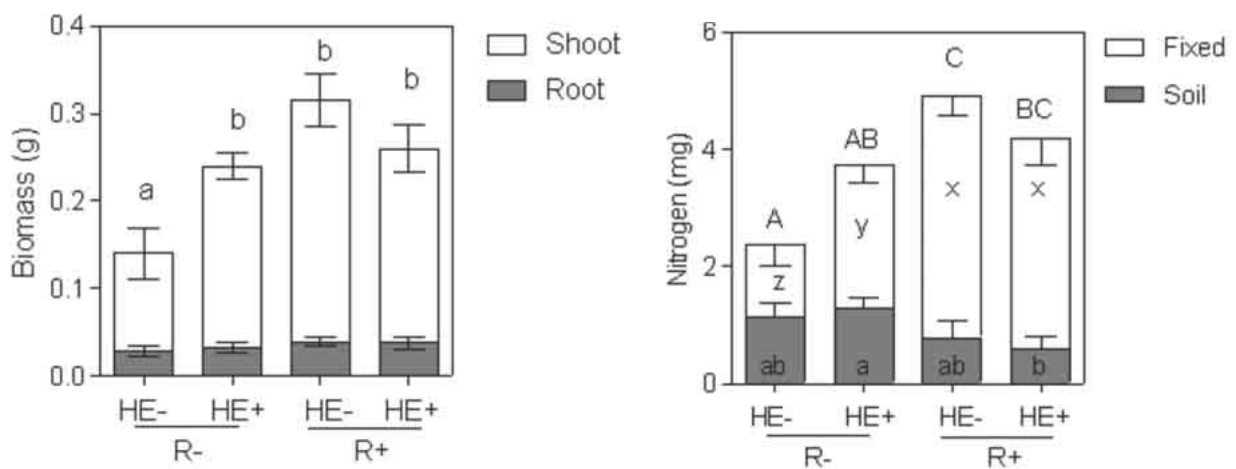 0.4
0.3
0.2
0.1
0.0
Biomass (g)
Shoot
Root
a
b
b
b
HE-
HE+
HE-
HE+
R-
R+
6
4
2
0
Nitrogen (mg)
Fixed
Soil
A
AB
C
BC
z
y
x
x
ab
a
ab
b
HE-
HE+
HE-
HE+
R-
R+